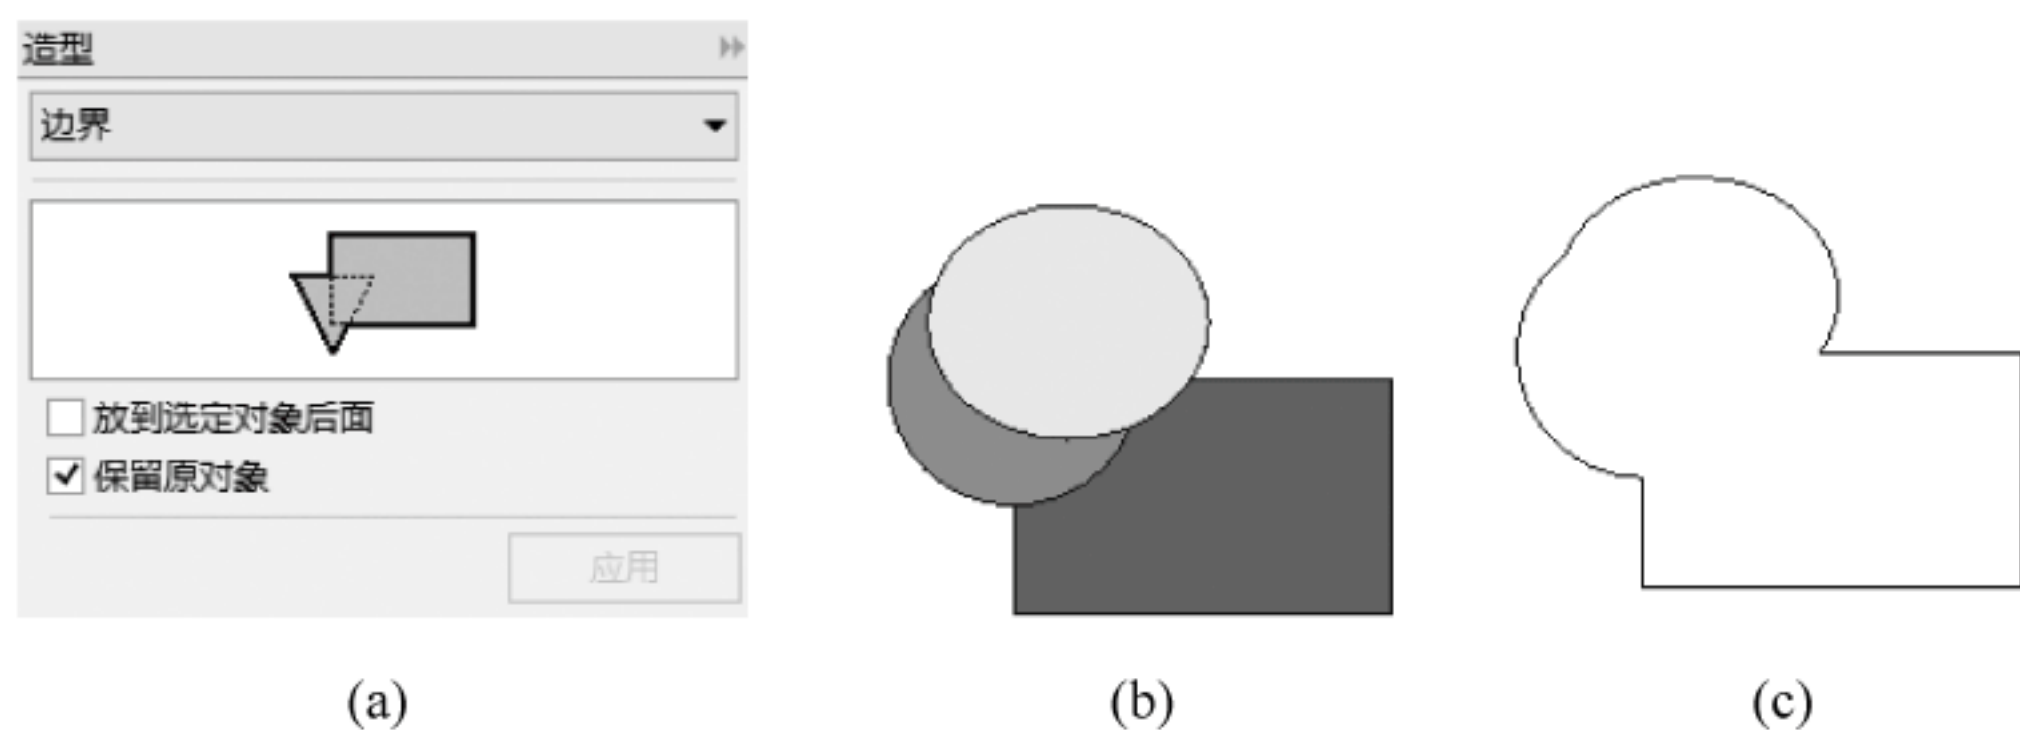 造型
边界
放到选定对象后面
保留原对象
应用
(a) (b) (c)